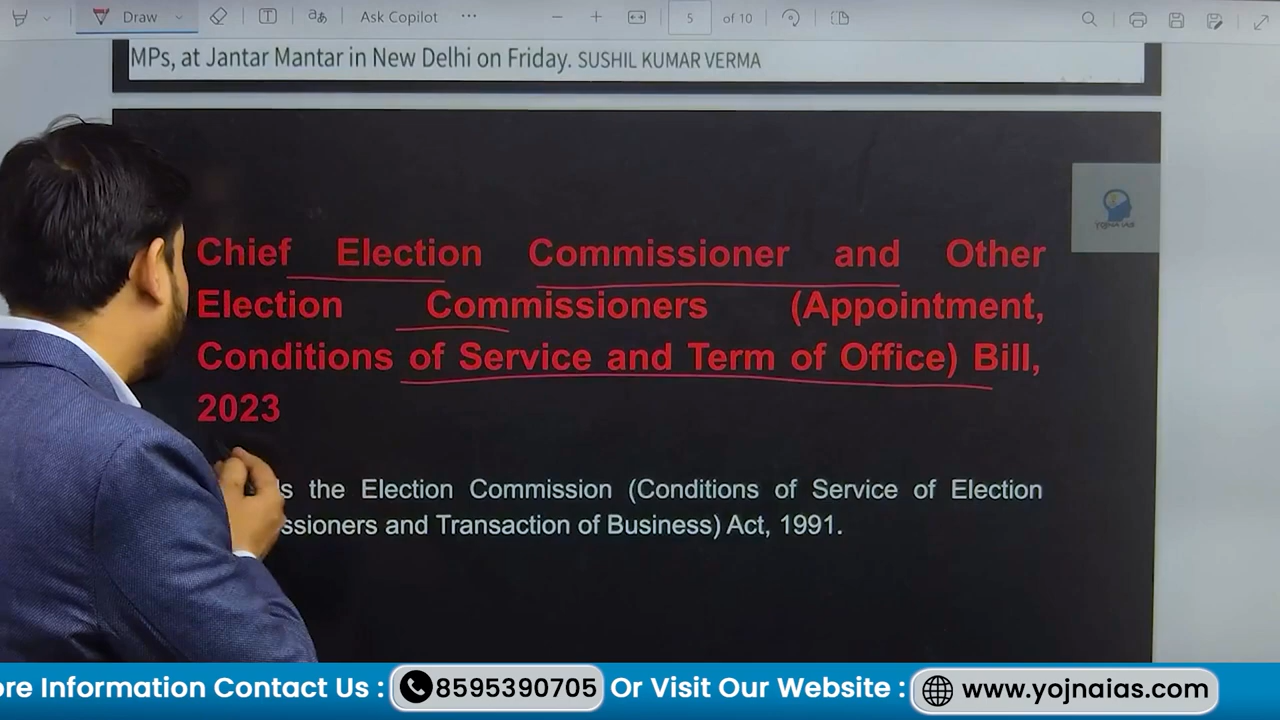 Draw
Ask Copilot
5 of 10
MPs, at Jantar Mantar in New Delhi on Friday. SUSHIL KUMAR VERMA
YOJNA IAS
Chief Election Commissioner and Other
Election Commissioners (Appointment,
Conditions of Service and Term of Office) Bill,
2023
the Election Commission (Conditions of Service of Election
and Transaction of Business) Act, 1991.
Information Contact Us : 8595390705 Or Visit Our Website : www.yojnaias.com